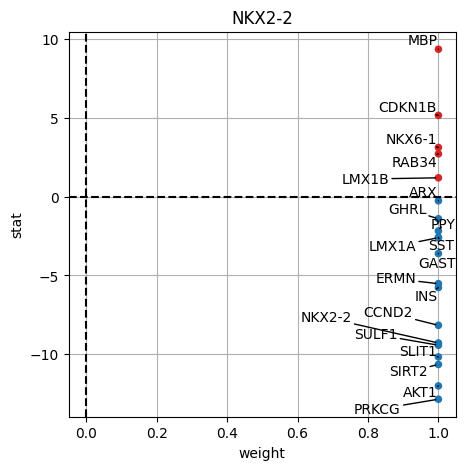 NKX2-2
10
MBP
CDKN1B
5
NKX6-1
RAB34
LMX1B
ARX
0
GHRL
PPY
stat
LMX1A
SST
GAST
−5
ERMN
INS
CCND2
NKX2-2
SULF1
SLIT1
−10
SIRT2
AKT1
PRKCG
0.0 0.2 0.4 0.6 0.8 1.0
weight